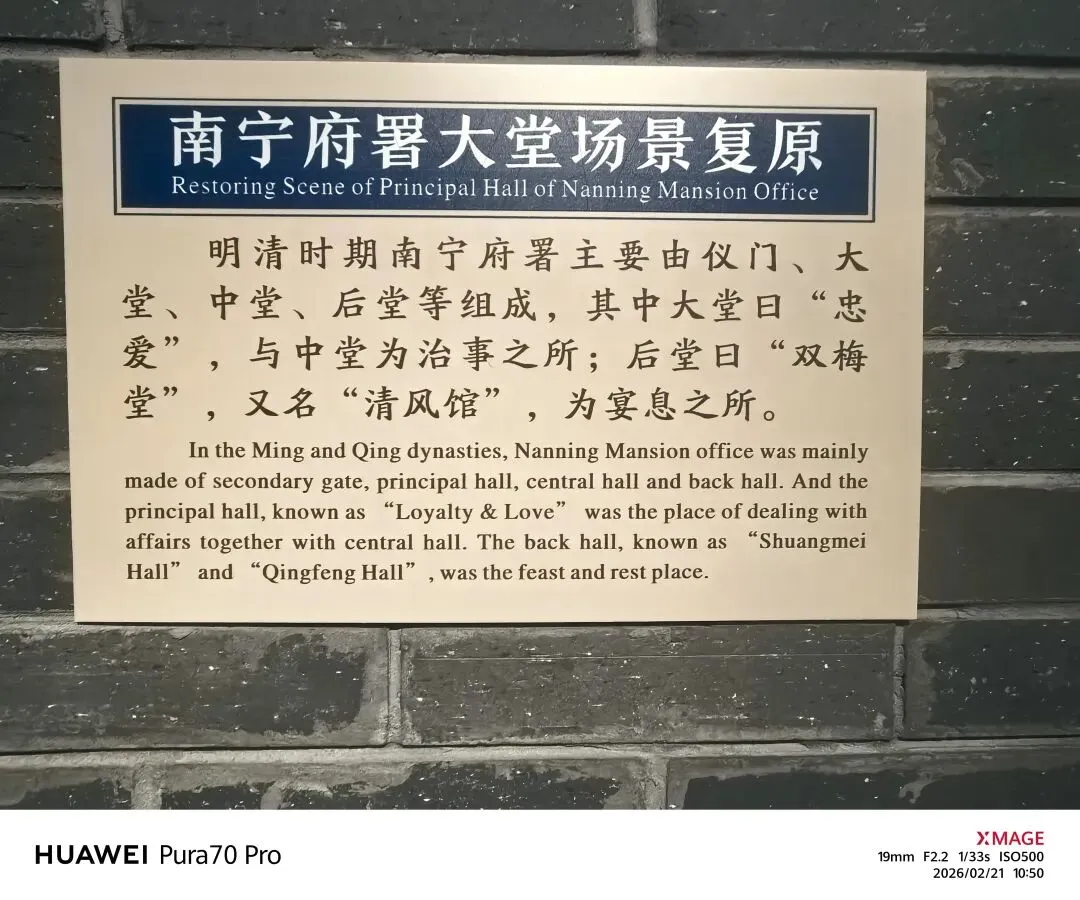 南宁府署大堂场景复原
Restoring Scene of Principal Hall of Nanning Mansion Office
明清时期南宁府署主要由仪门、大
堂、中堂、后堂等组成，其中大堂曰“忠
爱”，与中堂为治事之所；后堂曰“双梅
堂”，又名“清风馆”，为宴息之所。
In the Ming and Qing dynasties, Nanning Mansion office was mainly
made of secondary gate, principal hall, central hall and back hall. And the
principal hall, known as “Loyalty & Love” was the place of dealing with
affairs together with central hall. The back hall, known as “Shuangmei
Hall” and “Qingfeng Hall”, was the feast and rest place.
HUAWEI Pura70 Pro
XMAGE
19mm F2.2 1/33s ISO500
2026/02/21 10:50